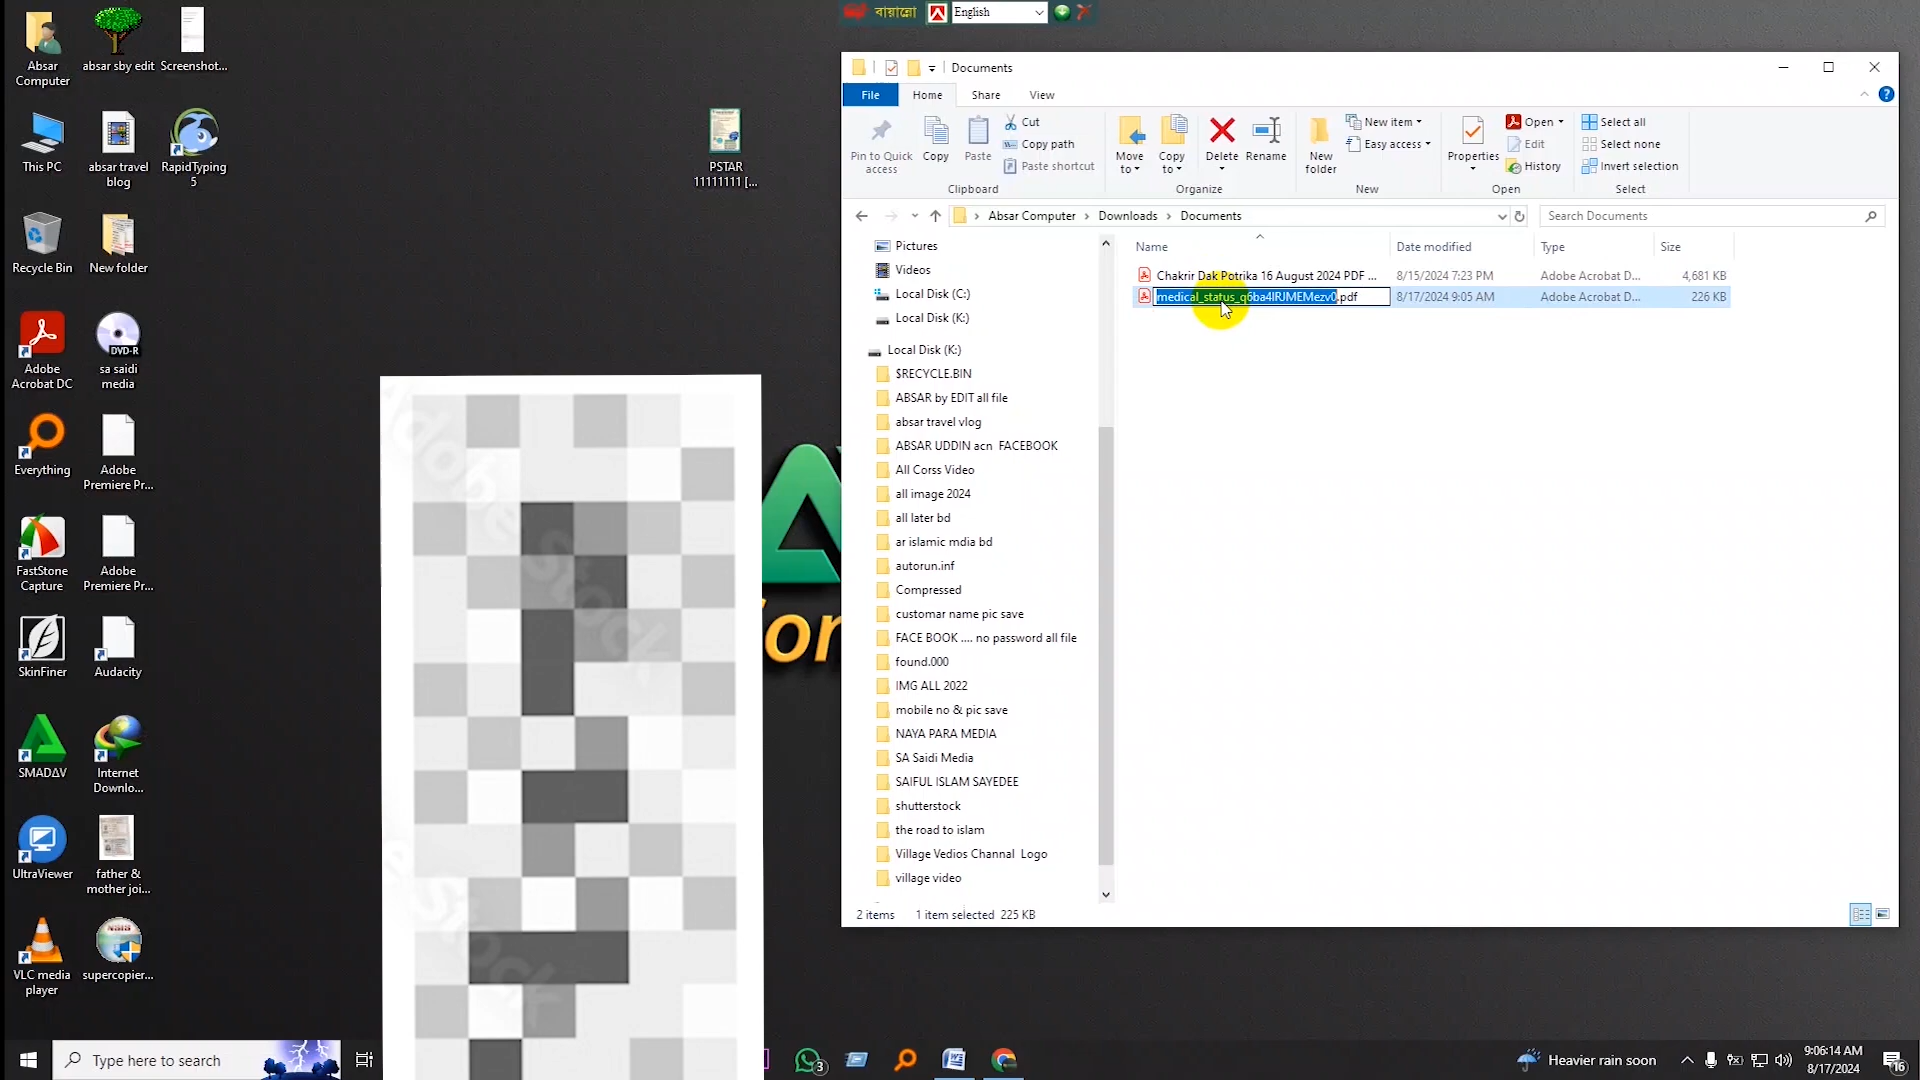 Absar
Computer
absar sby edit
Screenshot...
This PC
absar travel
blog
RapidTyping
5
Recycle Bin
New folder
Adobe
Acrobat DC
DVD-R
sa saidi
media
Everything
Adobe
Premiere Pr...
FastStone
Capture
Adobe
Premiere Pr...
SkinFiner
Audacity
SMADΔV
Internet
Downlo...
UltraViewer
father &
mother joi...
VLC media
player
supercopier...
PSTAR
11111111 [...
Adobe Stock
বায়ান্নো
English
Documents
File
Home
Share
View
Pin to Quick
access
Copy
Paste
Cut
Copy path
Paste shortcut
Clipboard
Move
to
Copy
to
Delete
Rename
Organize
New
folder
New item
Easy access
New
Properties
Open
Edit
History
Open
Select all
Select none
Invert selection
Select
Absar Computer
Downloads
Documents
Search Documents
Name
Date modified
Type
Size
Chakrir Dak Potrika 16 August 2024 PDF ...
8/15/2024 7:23 PM
Adobe Acrobat D...
4,681 KB
.pdf
8/17/2024 9:05 AM
Adobe Acrobat D...
226 KB
Pictures
Videos
Local Disk (C:)
Local Disk (K:)
Local Disk (K:)
$RECYCLE.BIN
ABSAR by EDIT all file
absar travel vlog
ABSAR UDDIN acn FACEBOOK
All Corss Video
all image 2024
all later bd
ar islamic mdia bd
autorun.inf
Compressed
customar name pic save
FACE BOOK .... no password all file
found.000
IMG ALL 2022
mobile no & pic save
NAYA PARA MEDIA
SA Saidi Media
SAIFUL ISLAM SAYEDEE
shutterstock
the road to islam
Village Vedios Channel Logo
village video
2 items
1 item selected 225 KB
Type here to search
3
Heavier rain soon
9:06:14 AM
8/17/2024
16